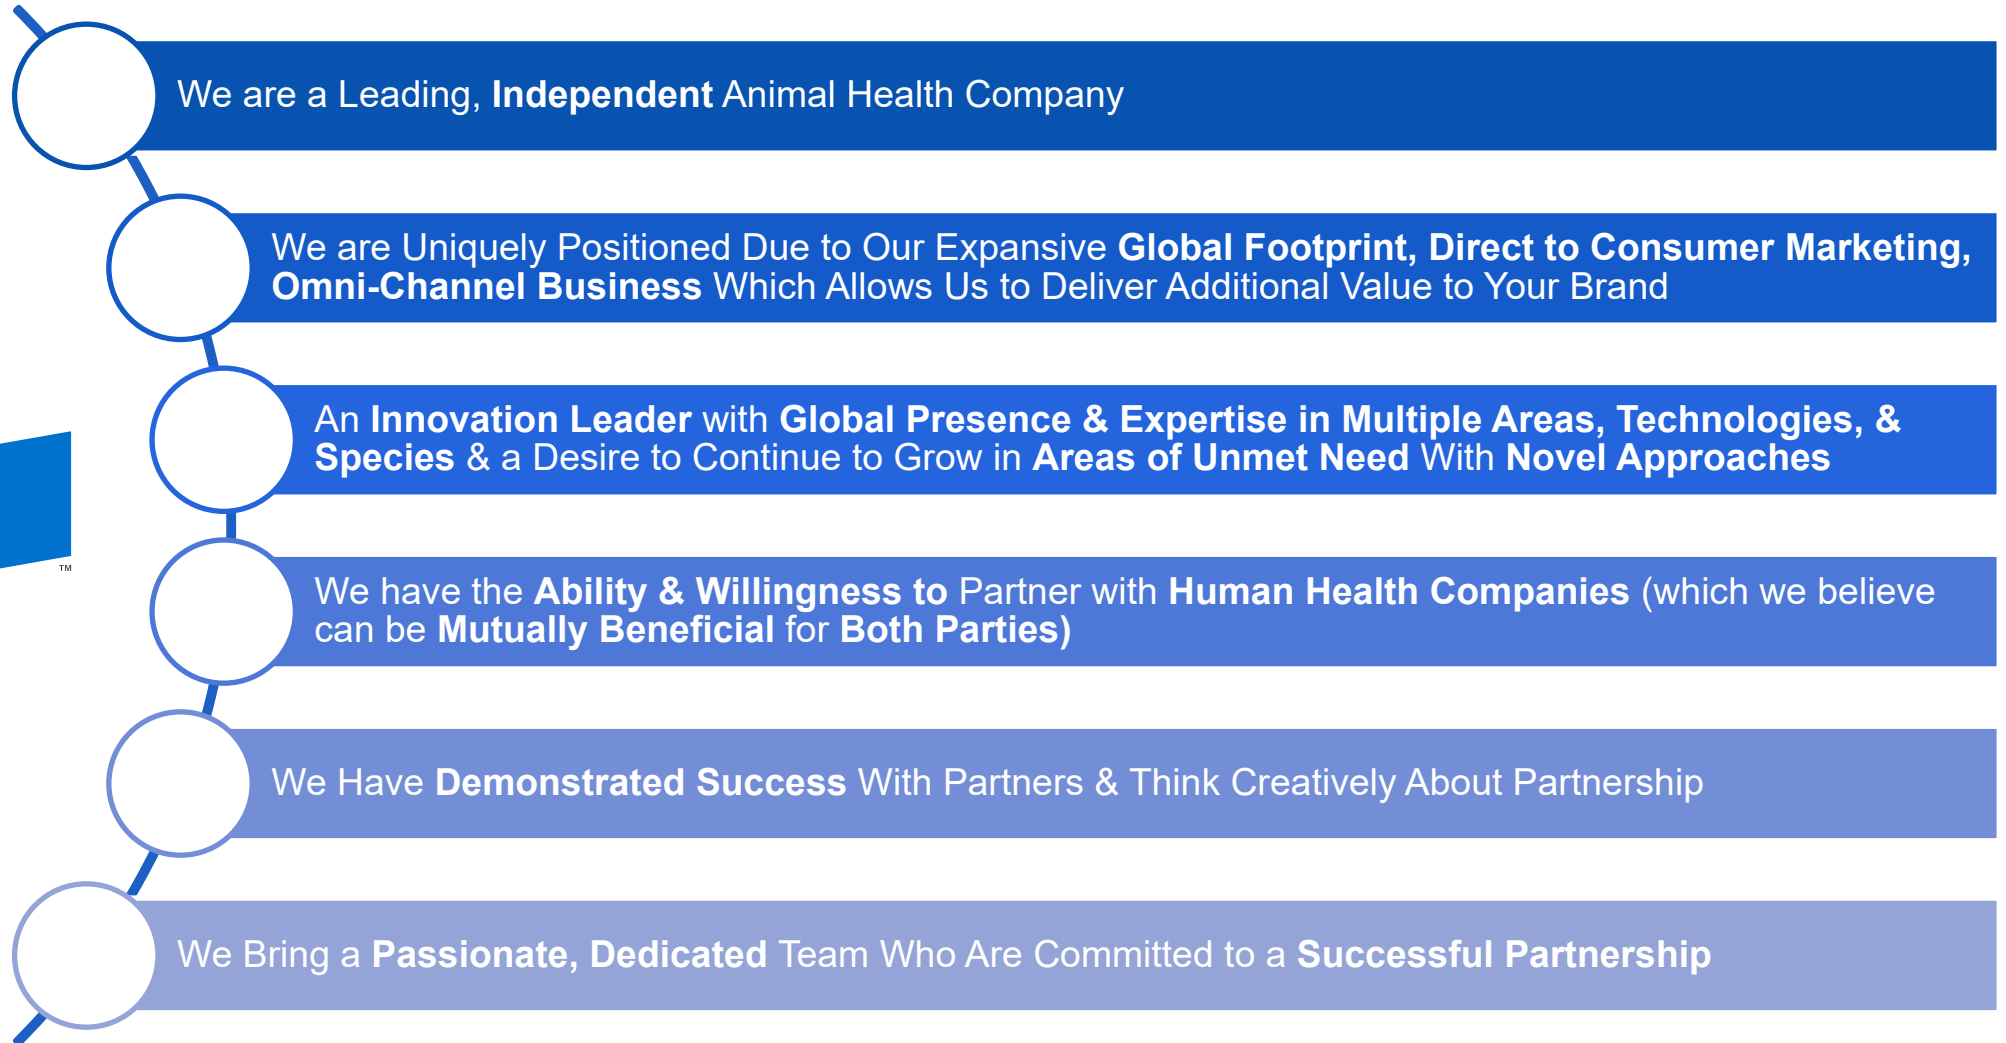 We are a Leading, Independent Animal Health Company
We are Uniquely Positioned Due to Our Expansive Global Footprint, Direct to Consumer Marketing,
Omni-Channel Business Which Allows Us to Deliver Additional Value to Your Brand
An Innovation Leader with Global Presence & Expertise in Multiple Areas, Technologies, &
Species & a Desire to Continue to Grow in Areas of Unmet Need With Novel Approaches
TM
We have the Ability & Willingness to Partner with Human Health Companies (which we believe
can be Mutually Beneficial for Both Parties)
We Have Demonstrated Success With Partners & Think Creatively About Partnership
We Bring a Passionate, Dedicated Team Who Are Committed to a Successful Partnership